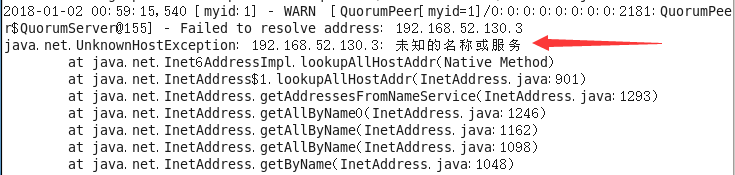 2018-01-02 00:59:15,540 [myid:1] - WARN  [QuorumPeer[myid=1]/0:0:0:0:0:0:0:0:2181:QuorumPee
r$QuorumServer@155] - Failed to resolve address: 192.168.52.130.3
java.net.UnknownHostException: 192.168.52.130.3: 未知的名称或服务
at java.net.Inet6AddressImpl.lookupAllHostAddr(Native Method)
at java.net.InetAddress$1.lookupAllHostAddr(InetAddress.java:901)
at java.net.InetAddress.getAddressesFromNameService(InetAddress.java:1293)
at java.net.InetAddress.getAllByName0(InetAddress.java:1246)
at java.net.InetAddress.getAllByName(InetAddress.java:1162)
at java.net.InetAddress.getAllByName(InetAddress.java:1098)
at java.net.InetAddress.getByName(InetAddress.java:1048)